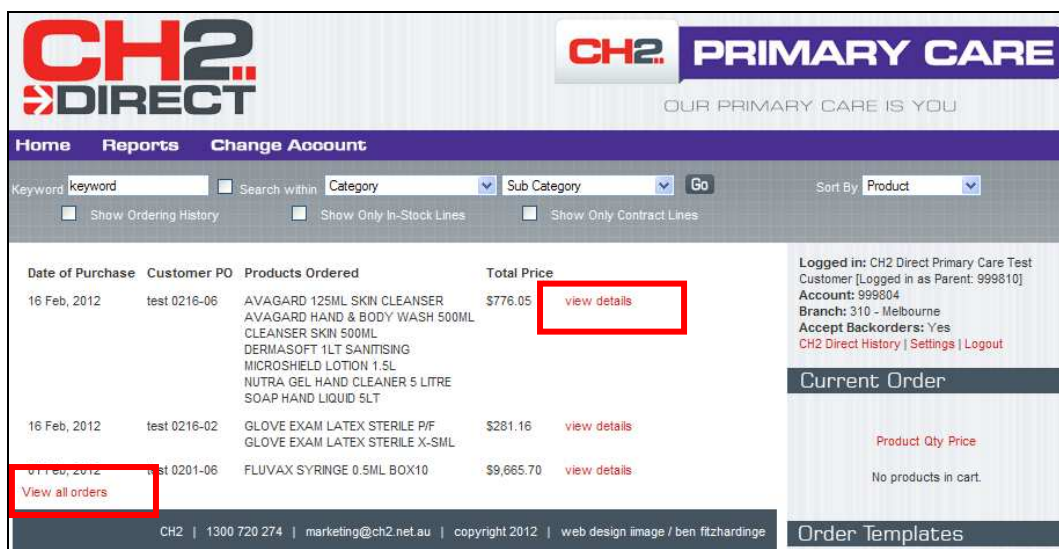 CH2
DIRECT
CH2 PRIMARY CARE
OUR PRIMARY CARE IS YOU
Home Reports Change Account
Keyword keyword Search within Category Sub Category Go Sort By Product
Show Ordering History Show Only In-Stock Lines Show Only Contract Lines
Date of Purchase Customer PO Products Ordered Total Price
16 Feb, 2012 test 0216-06 AVAGARD 125ML SKIN CLEANSER $776.05 view details
AVAGARD HAND & BODY WASH 500ML
CLEANSER SKIN 500ML
DERMASOFT 1LT SANITISING
MICROSHIELD LOTION 1.5L
NUTRA GEL HAND CLEANER 5 LITRE
SOAP HAND LIQUID 5LT
16 Feb, 2012 test 0216-02 GLOVE EXAM LATEX STERILE P/F $281.16 view details
GLOVE EXAM LATEX STERILE X-SML
01 Feb, 2012 test 0201-06 FLUVAX SYRINGE 0.5ML BOX10 $9,665.70 view details
View all orders
Logged in: CH2 Direct Primary Care Test
Customer [Logged in as Parent: 999810]
Account: 999804
Branch: 310 - Melbourne
Accept Backorders: Yes
CH2 Direct History | Settings | Logout
Current Order
Product Qty Price
No products in cart.
Order Templates
CH2 | 1300 720 274 | marketing@ch2.net.au | copyright 2012 | web design iimage / ben fitzhardinge